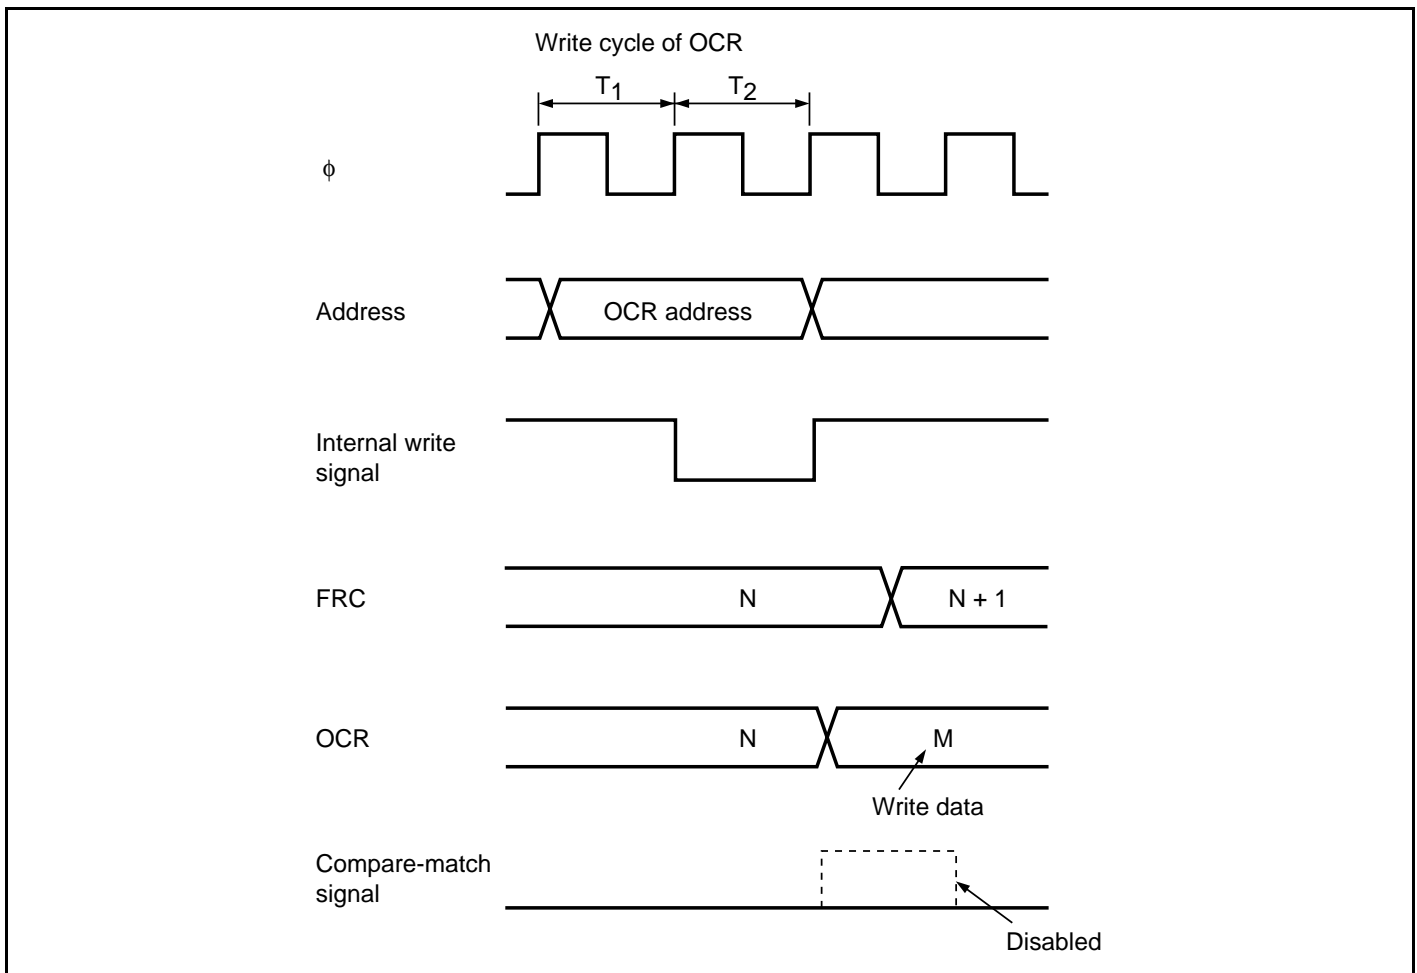 Write cycle of OCR
T1
T2
ϕ
Address
OCR address
Internal write
signal
FRC
N
N + 1
OCR
N
M
Write data
Compare-match
signal
Disabled